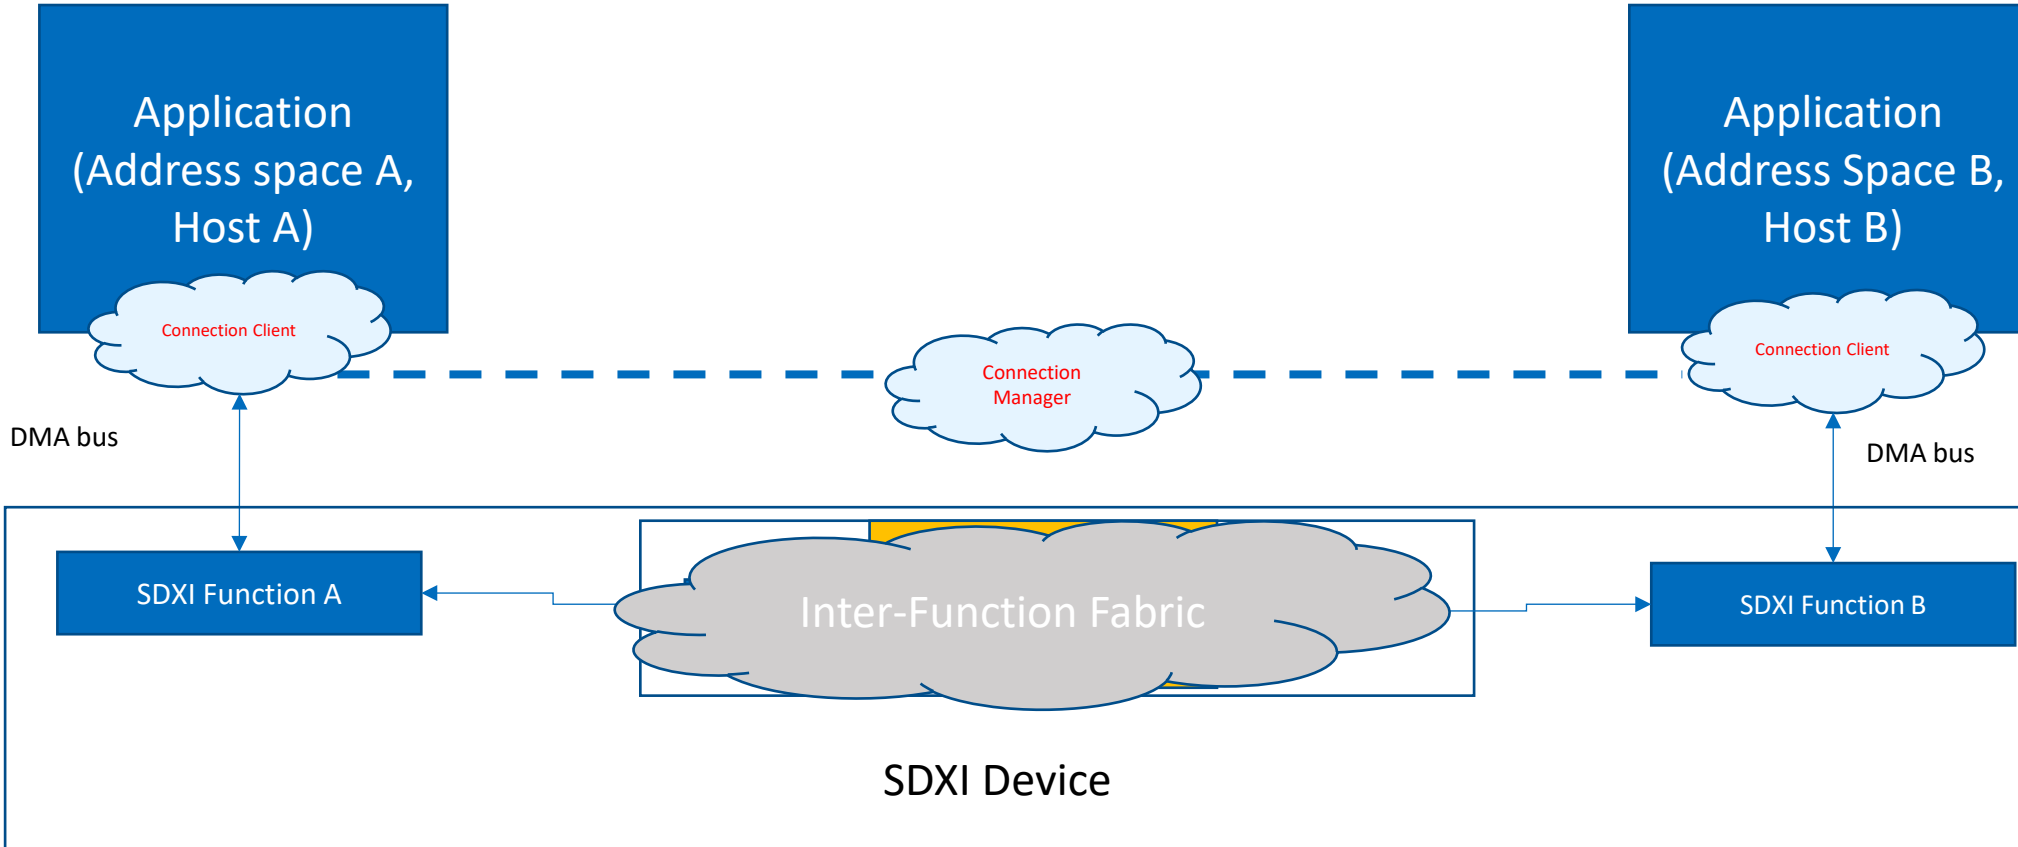 Application
(Address space A,
Host A)
Application
(Address Space B,
Host B)
Connection Client
Connection
Manager
Connection Client
DMA bus
DMA bus
SDXI Function A
Inter-Function Fabric
SDXI Function B
SDXI Device